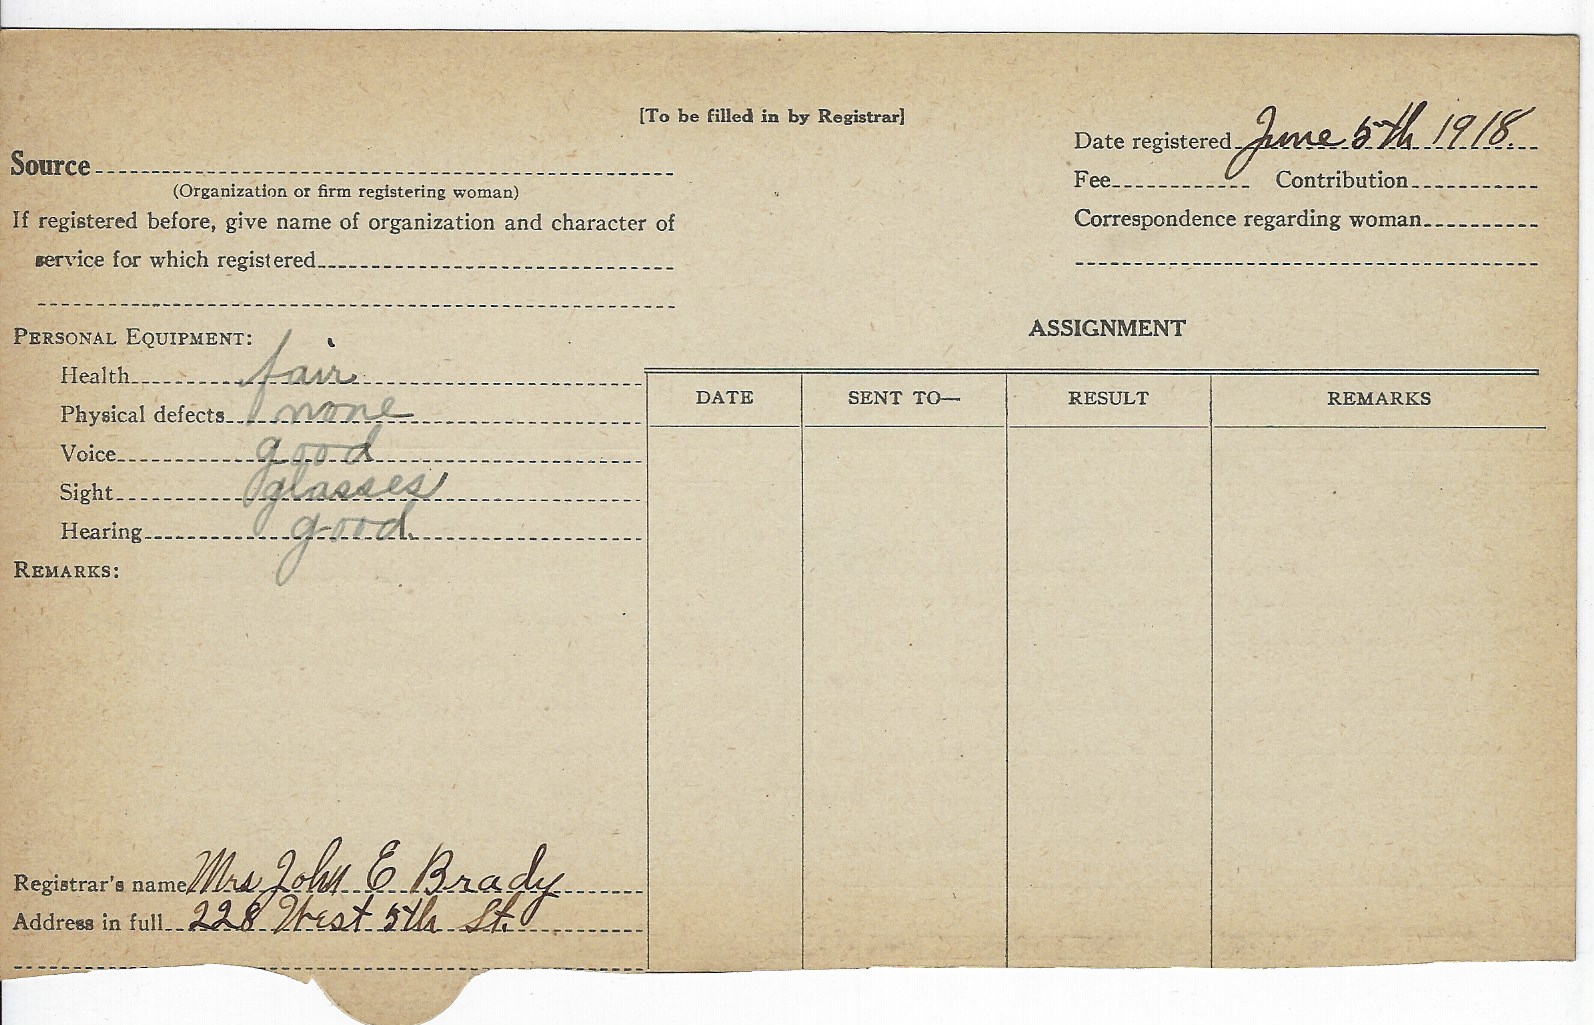 [To be filled in by Registrar]
Date registered June 5th 1918.
Source
(Organization or firm registering woman)
Fee Contribution
If registered before, give name of organization and character of
Correspondence regarding woman
service for which registered
PERSONAL EQUIPMENT:
ASSIGNMENT
Health fair
Physical defects none
Voice good
Sight glasses
Hearing good.
DATE SENT TO— RESULT REMARKS
REMARKS:
Registrar's name Mrs John E Brady
Address in full 228 West 5th St.